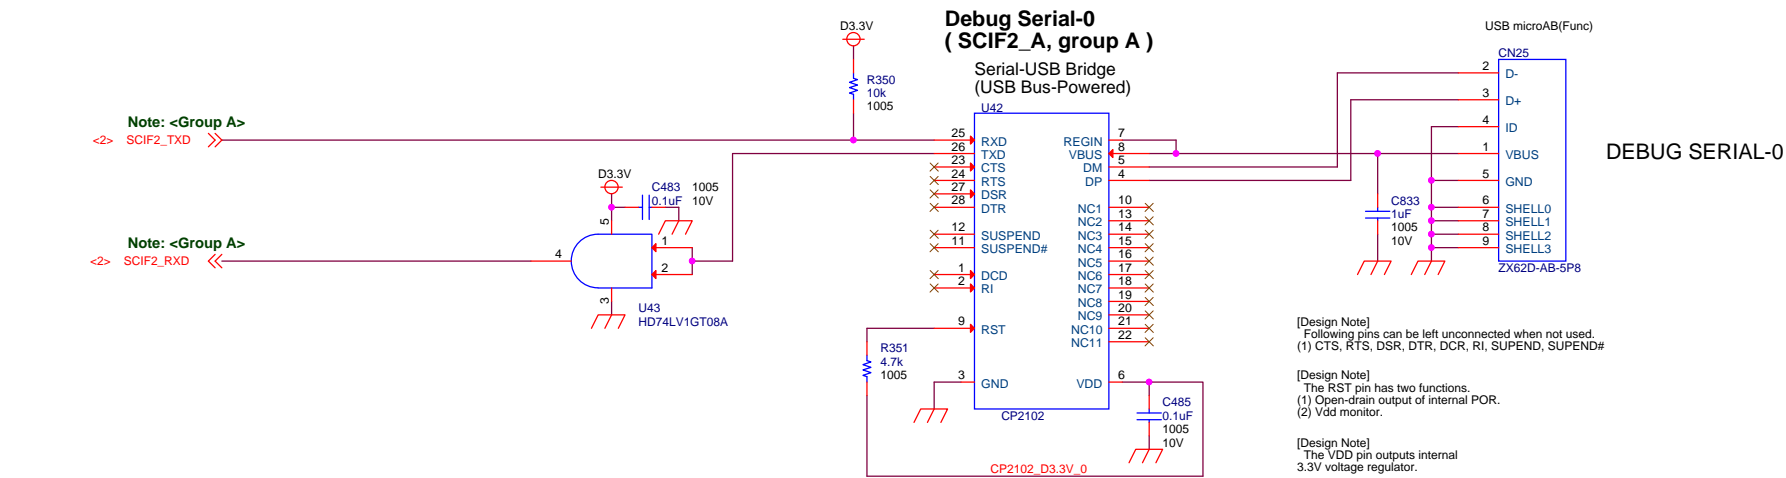 Debug Serial-0
( SCIF2_A, group A )
Serial-USB Bridge
(USB Bus-Powered)
USB microAB(Func)
D3.3V
R350
10k
1005
Note: <Group A>
<2> SCIF2_TXD
D3.3V
C483 1005
0.1uF 10V
5
1
2
4
3
Note: <Group A>
<2> SCIF2_RXD
U43
HD74LV1GT08A
U42
25 RXD
26 TXD
23 CTS
24 RTS
27 DSR
28 DTR
12 SUSPEND
11 SUSPEND#
1 DCD
2 RI
9 RST
3 GND
REGIN 7
VBUS 8
DM 5
DP 4
NC1 10
NC2 13
NC3 14
NC4 15
NC5 16
NC6 17
NC7 18
NC8 19
NC9 20
NC10 21
NC11 22
VDD 6
CP2102
R351
4.7k
1005
CP2102_D3.3V_0
C485
0.1uF
1005
10V
C833
1uF
1005
10V
CN25
2 D-
3 D+
4 ID
1 VBUS
5 GND
6 SHELL0
7 SHELL1
8 SHELL2
9 SHELL3
ZX62D-AB-5P8
DEBUG SERIAL-0
[Design Note]
Following pins can be left unconnected when not used.
(1) CTS, RTS, DSR, DTR, DCR, RI, SUPEND, SUPEND#
[Design Note]
The RST pin has two functions.
(1) Open-drain output of internal POR.
(2) Vdd monitor.
[Design Note]
The VDD pin outputs internal
3.3V voltage regulator.